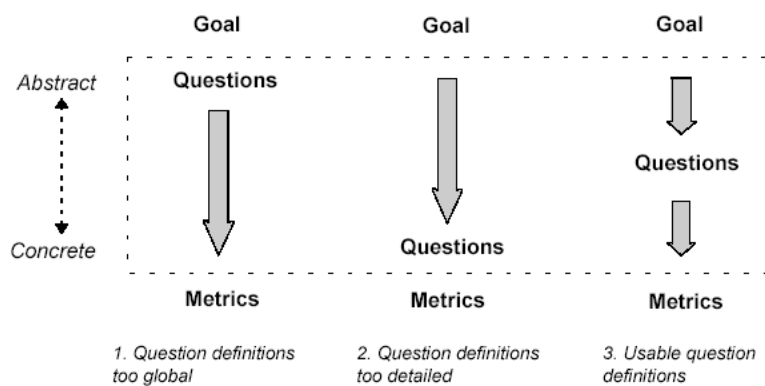 Goal Goal Goal
Abstract Questions
Questions
Concrete Questions
Metrics Metrics Metrics
1. Question definitions 2. Question definitions 3. Usable question
too global too detailed definitions